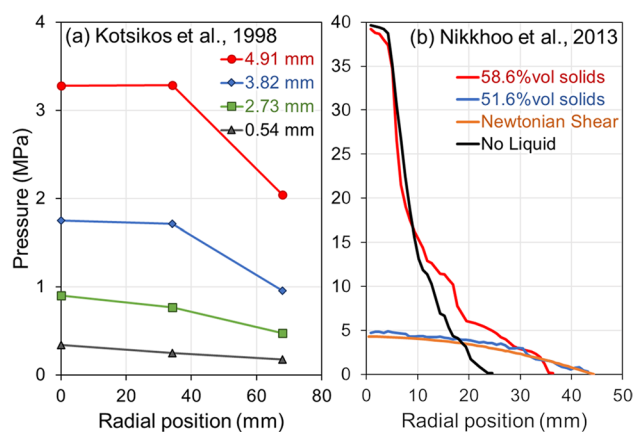 (a) Kotsikos et al., 1998
4.91 mm
3.82 mm
2.73 mm
0.54 mm
Pressure (MPa)
4
3
2
1
0
0 20 40 60 80
Radial position (mm)
(b) Nikkhoo et al., 2013
58.6%vol solids
51.6%vol solids
Newtonian Shear
No Liquid
40
35
30
25
20
15
10
5
0
0 10 20 30 40 50
Radial position (mm)